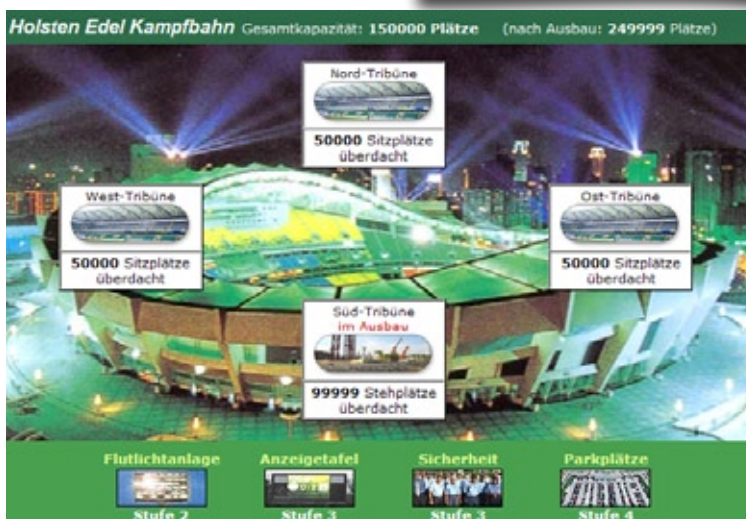 Holsten Edel Kampfbahn Gesamtkapazität: 150000 Plätze (nach Ausbau: 249999 Plätze)
Nord-Tribüne
50000 Sitzplätze
überdacht
West-Tribüne
50000 Sitzplätze
überdacht
Ost-Tribüne
50000 Sitzplätze
überdacht
Süd-Tribüne
im Ausbau
99999 Stehplätze
überdacht
Flutlichtanlage Anzeigetafel Sicherheit Parkplätze
Stufe 2 Stufe 3 Stufe 3 Stufe 4